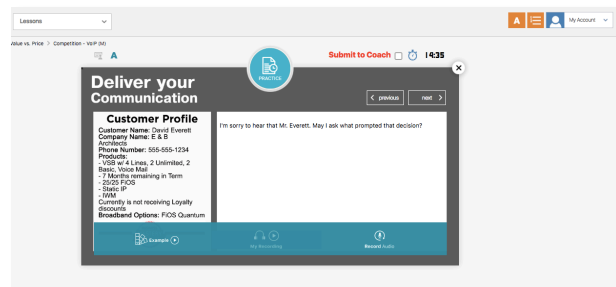 Lessons
A
My Account
Value vs. Price > Competition - VoIP (M)
A
Submit to Coach
14:35
PRACTICE
Deliver your
Communication
< previous
next >
Customer Profile
Customer Name: David Everett
Company Name: E & B
Architects
Phone Number: 555-555-1234
Products:
- VSB w/ 4 Lines, 2 Unlimited, 2
Basic, Voice Mail
- 7 Months remaining in Term
- 25/25 FiOS
- Static IP
- IWM
Currently is not receiving Loyalty
discounts
Broadband Options: FiOS Quantum
I'm sorry to hear that Mr. Everett. May I ask what prompted that decision?
Example
My Recording
Record Audio